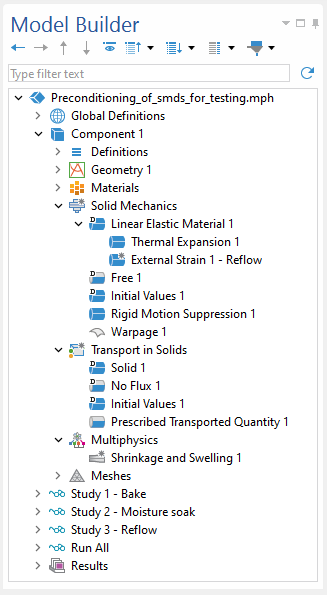 Model Builder
Type filter text
Preconditioning_of_smds_for_testing.mph
Global Definitions
Component 1
Definitions
Geometry 1
Materials
Solid Mechanics
D Linear Elastic Material 1
Thermal Expansion 1
External Strain 1 - Reflow
D Free 1
D Initial Values 1
Rigid Motion Suppression 1
Warpage 1
Transport in Solids
D Solid 1
D No Flux 1
D Initial Values 1
Prescribed Transported Quantity 1
Multiphysics
Shrinking and Swelling 1
Meshes
Study 1 - Bake
Study 2 - Moisture soak
Study 3 - Reflow
Run All
Results